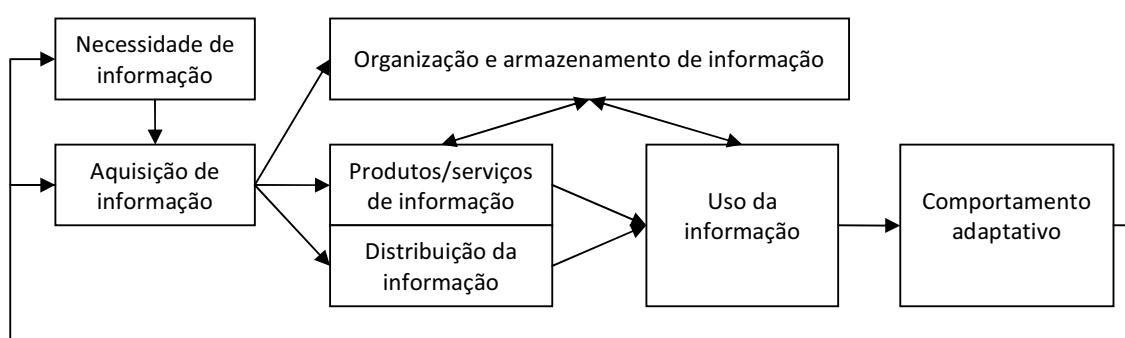 Necessidade de
informação
Organização e armazenamento de informação
Aquisição de
informação
Produtos/serviços
de informação
Distribuição da
informação
Uso da
informação
Comportamento
adaptativo